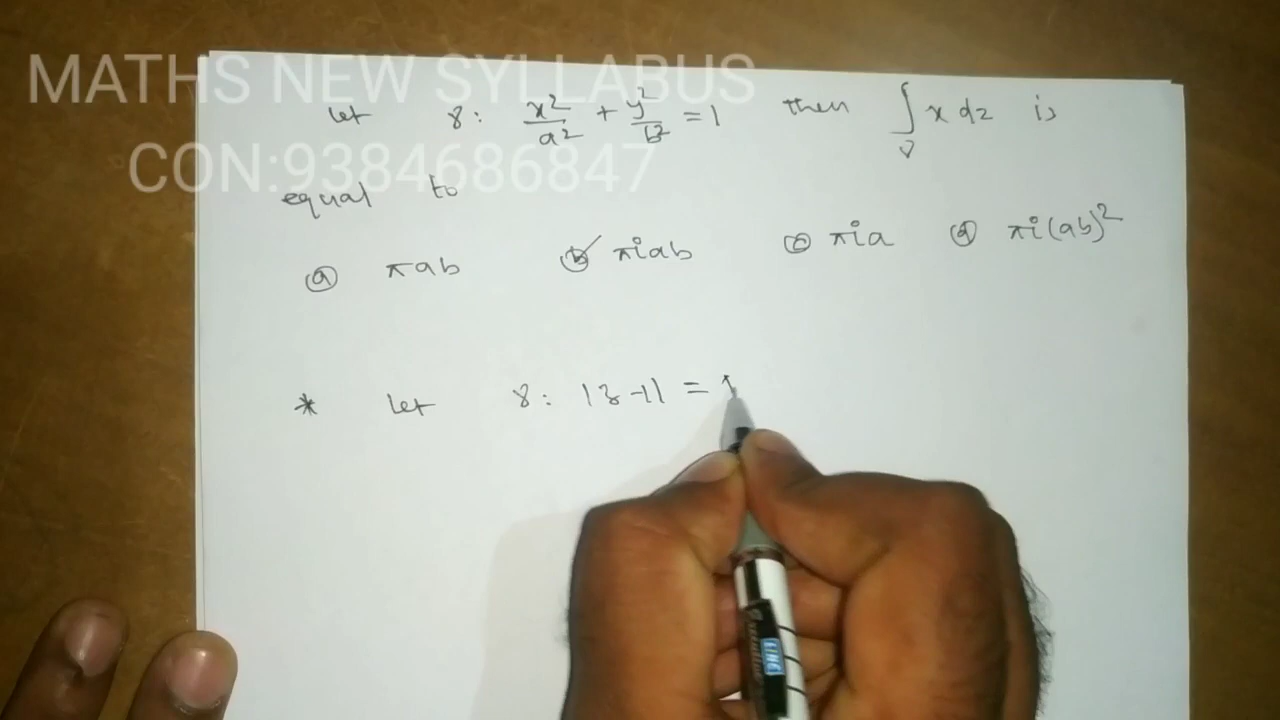 MATHS NEW SYLLABUS
CON:9384686847
Let γ: x²/a² + y²/b² = 1 then ∫γ x dz is
equal to
ⓐ πab ⓑ✓ πiab ⓒ πia ⓓ πi(ab)²
* Let γ: |z-1| = 1
LINC